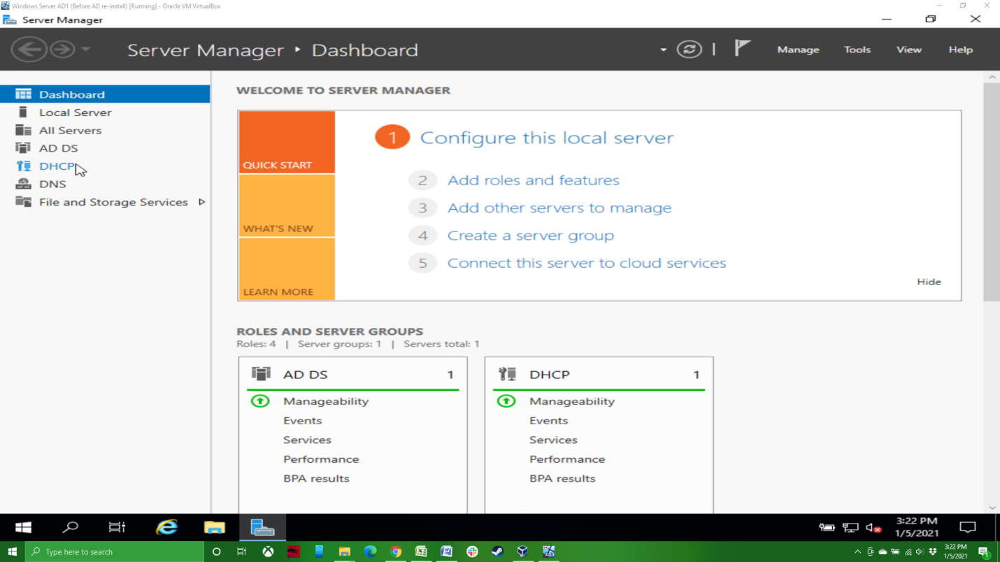 Windows Server AD1 (Before AD re-install) [Running] - Oracle VM VirtualBox
Server Manager
Server Manager ‣ Dashboard
Manage
Tools
View
Help
Dashboard
Local Server
All Servers
AD DS
DHCP
DNS
File and Storage Services
WELCOME TO SERVER MANAGER
QUICK START
WHAT'S NEW
LEARN MORE
1 Configure this local server
2 Add roles and features
3 Add other servers to manage
4 Create a server group
5 Connect this server to cloud services
Hide
ROLES AND SERVER GROUPS
Roles: 4 | Server groups: 1 | Servers total: 1
AD DS 1
Manageability
Events
Services
Performance
BPA results
DHCP 1
Manageability
Events
Services
Performance
BPA results
3:22 PM
1/5/2021
Type here to search
3:22 PM
1/5/2021
1